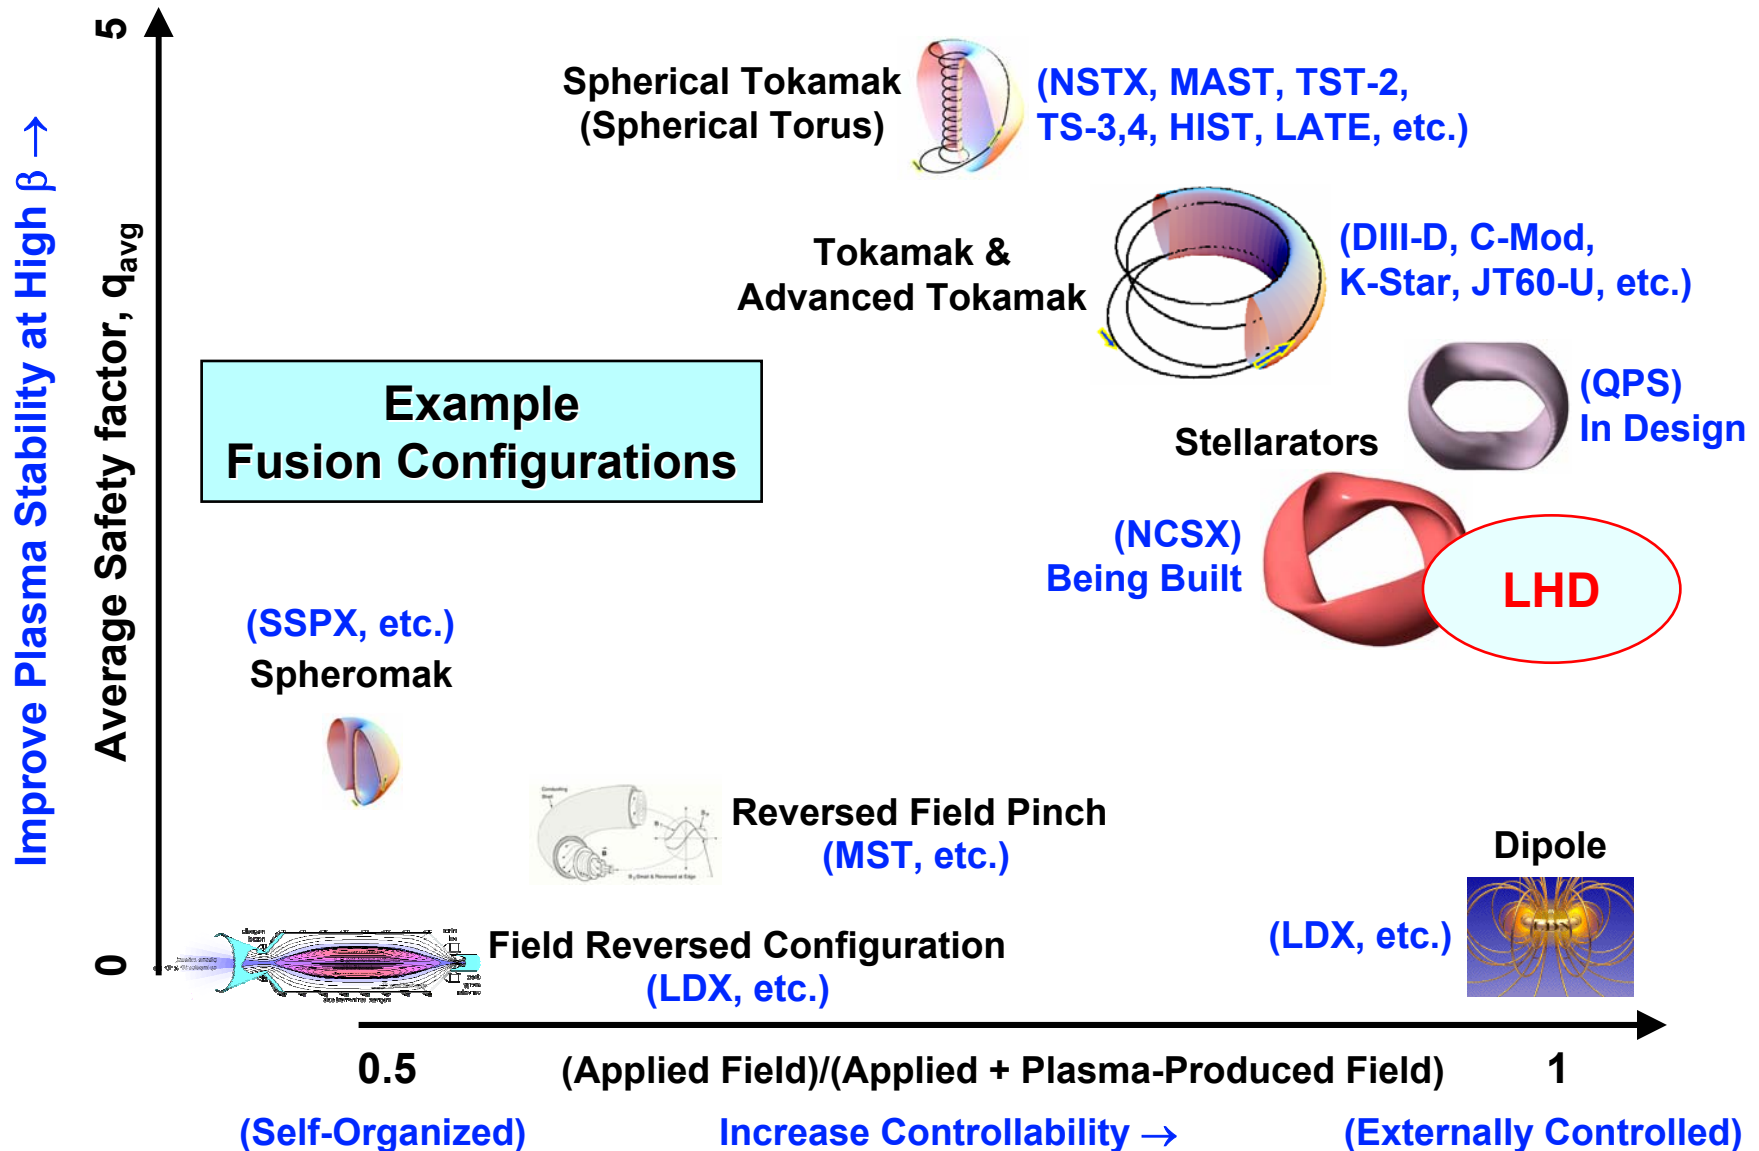 5
Improve Plasma Stability at High β →
Average Safety factor, qavg
0
Spherical Tokamak
(Spherical Torus)
(NSTX, MAST, TST-2,
TS-3,4, HIST, LATE, etc.)
Tokamak &
Advanced Tokamak
(DIII-D, C-Mod,
K-Star, JT60-U, etc.)
Example
Fusion Configurations
(QPS)
In Design
Stellarators
(NCSX)
Being Built
LHD
(SSPX, etc.)
Spheromak
Conducting
Shell
Reversed Field Pinch
(MST, etc.)
Dipole
Field Reversed Configuration
(LDX, etc.)
(LDX, etc.)
0.5
(Applied Field)/(Applied + Plasma-Produced Field)
1
(Self-Organized)
Increase Controllability →
(Externally Controlled)